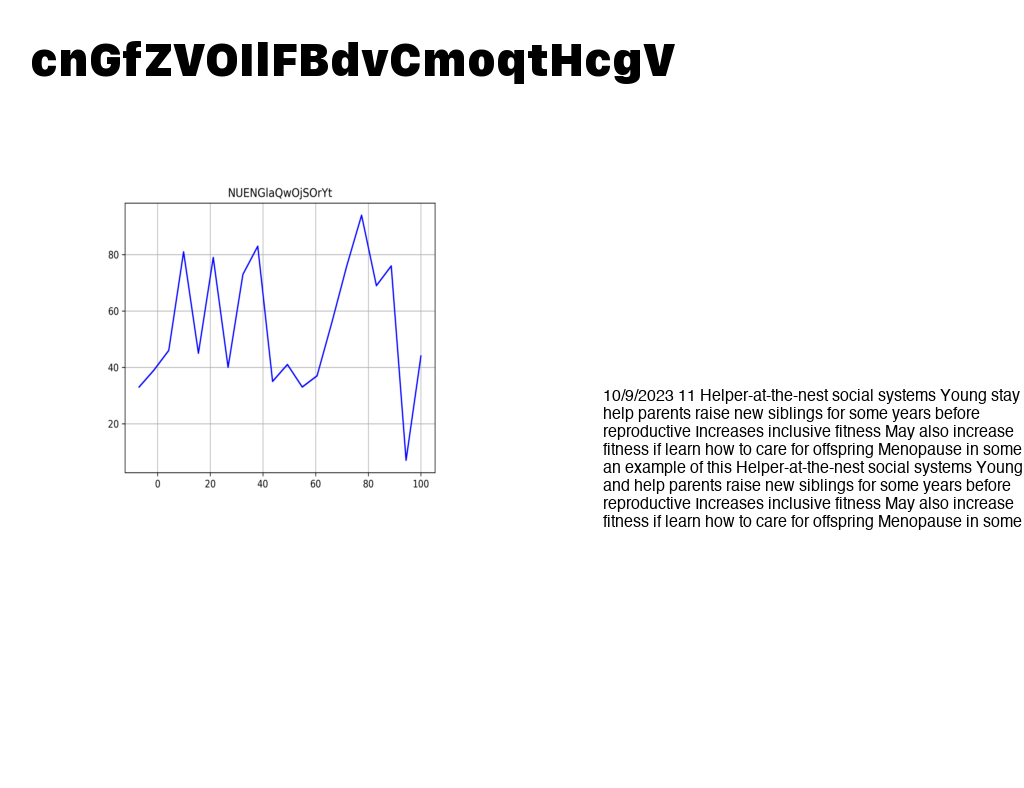 cnGfZVOIlFBdvCmoqtHcgV
NUENGlaQwOjSOrYt
80
60
40
20
0 20 40 60 80 100
10/9/2023 11 Helper-at-the-nest social systems Young stay
help parents raise new siblings for some years before
reproductive Increases inclusive fitness May also increase
fitness if learn how to care for offspring Menopause in some
an example of this Helper-at-the-nest social systems Young
and help parents raise new siblings for some years before
reproductive Increases inclusive fitness May also increase
fitness if learn how to care for offspring Menopause in some